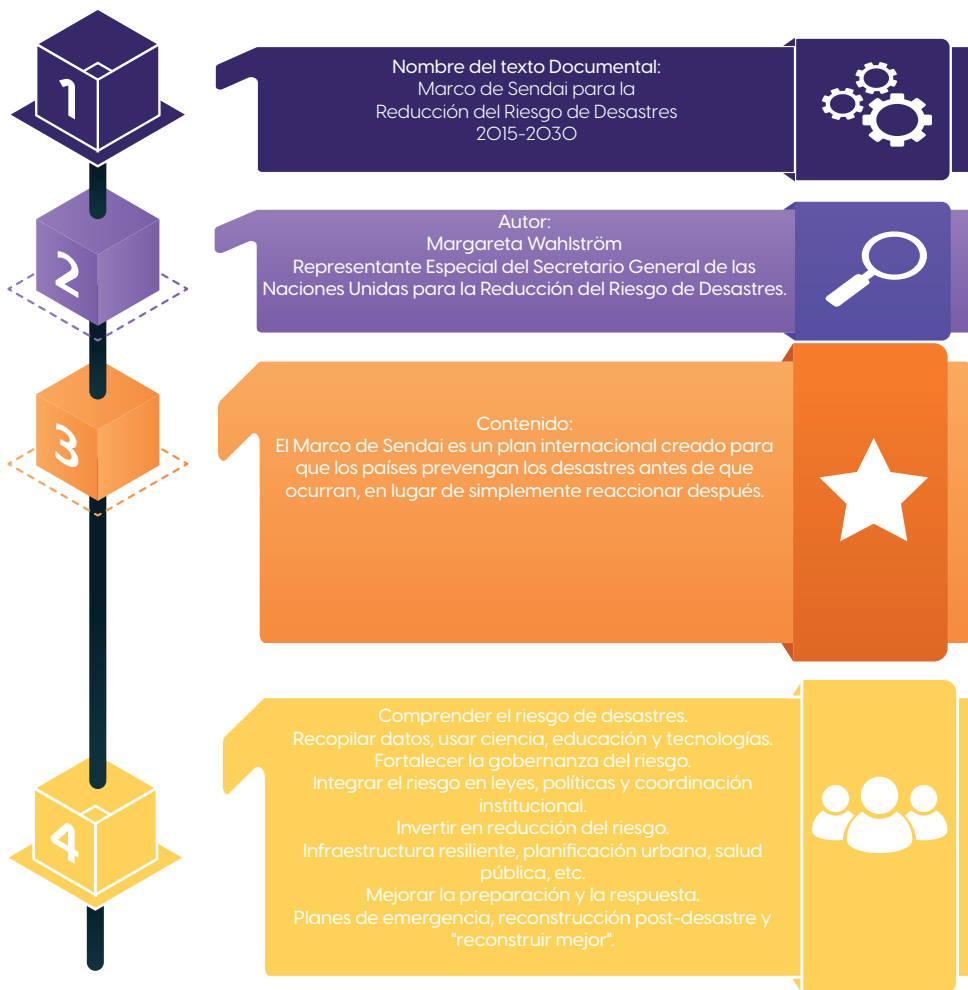 1
Nombre del texto Documental:
Marco de Sendai para la
Reducción del Riesgo de Desastres
2015-2030
2
Autor:
Margareta Wahlström
Representante Especial del Secretario General de las
Naciones Unidas para la Reducción del Riesgo de Desastres.
3
Contenido:
El Marco de Sendai es un plan internacional creado para
que los países prevengan los desastres antes de que
ocurran, en lugar de simplemente reaccionar después.
4
Comprender el riesgo de desastres.
Recopilar datos, usar ciencia, educación y tecnologías.
Fortalecer la gobernanza del riesgo.
Integrar el riesgo en leyes, políticas y coordinación
institucional.
Invertir en reducción del riesgo.
Infraestructura resiliente, planificación urbana, salud
pública, etc.
Mejorar la preparación y la respuesta.
Planes de emergencia, reconstrucción post-desastre y
"reconstruir mejor".